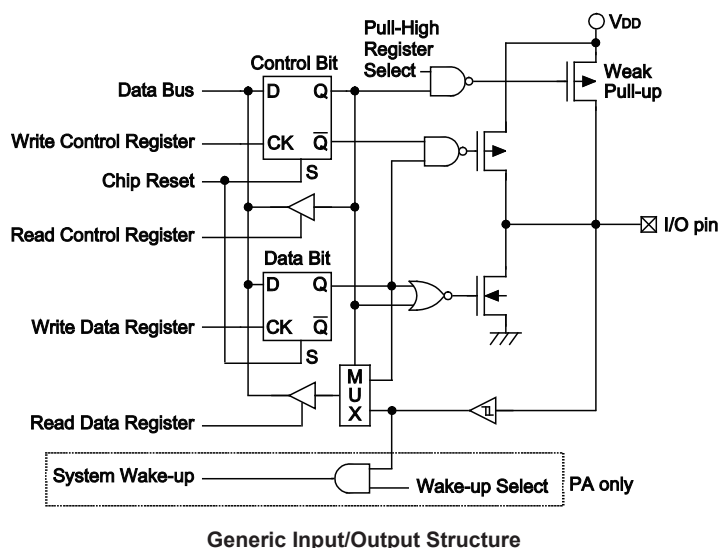 VDD
Pull-High
Register
Select
Weak
Pull-up
Control Bit
Data Bus
D
Q
Write Control Register
CK
Q
Chip Reset
S
Read Control Register
I/O pin
Data Bit
D
Q
Write Data Register
CK
Q
S
M
U
X
Read Data Register
System Wake-up
Wake-up Select
PA only
Generic Input/Output Structure